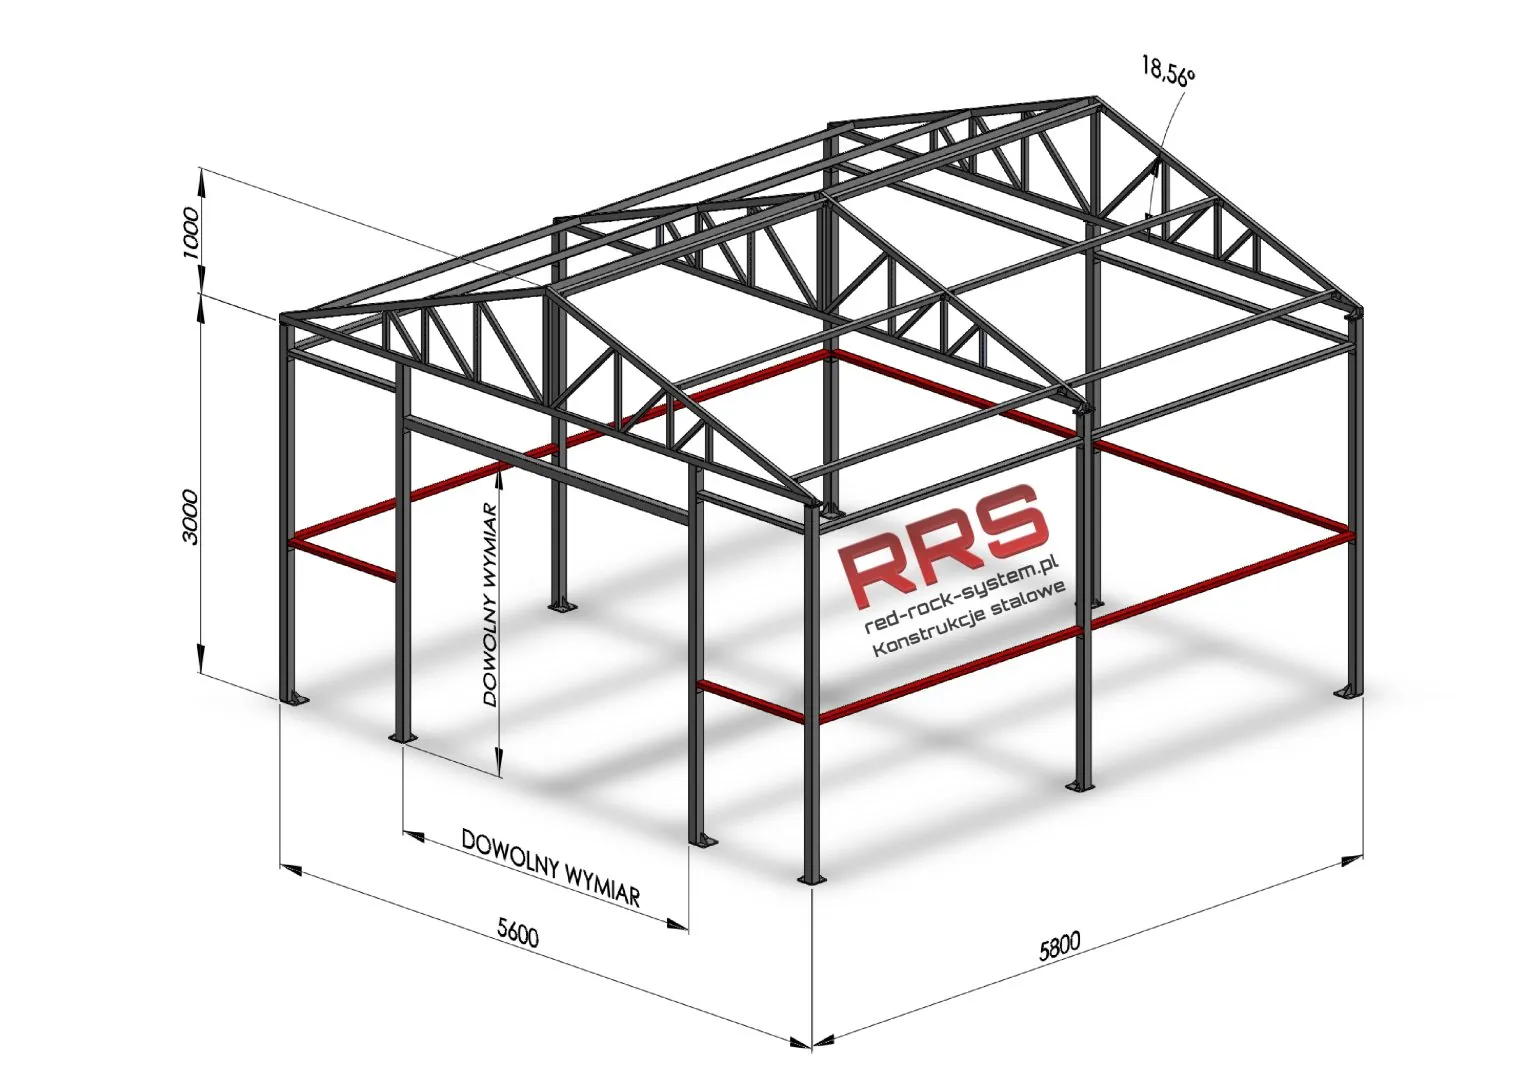 18,56°
1000
3000
DOWOLNY WYMIAR
RRS
red-rock-system.pl
Konstrukcje stalowe
DOWOLNY WYMIAR
5600
5800